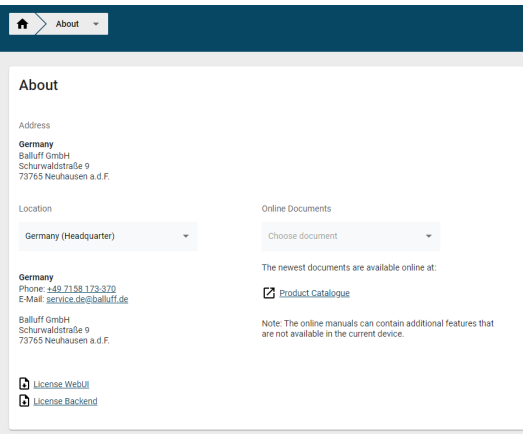 About
About
Address
Germany
Balluff GmbH
Schurwaldstraße 9
73765 Neuhausen a.d.F.
Location
Germany (Headquarter)
Germany
Phone: +49 7158 173-370
E-Mail: service.de@balluff.de
Balluff GmbH
Schurwaldstraße 9
73765 Neuhausen a.d.F.
License WebUI
License Backend
Online Documents
Choose document
The newest documents are available online at:
Product Catalogue
Note: The online manuals can contain additional features that
are not available in the current device.